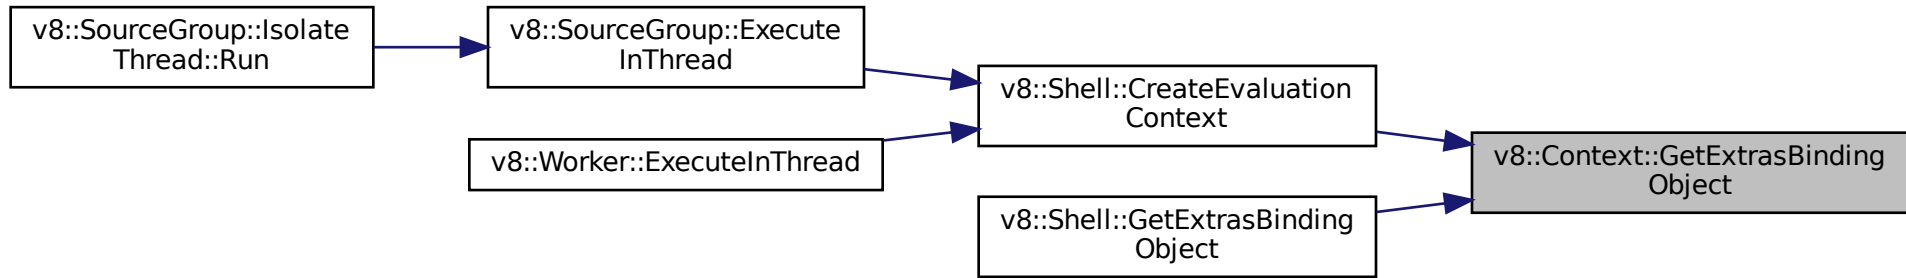 v8::SourceGroup::Isolate
Thread::Run
v8::SourceGroup::Execute
InThread
v8::Worker::ExecuteInThread
v8::Shell::CreateEvaluation
Context
v8::Shell::GetExtrasBinding
Object
v8::Context::GetExtrasBinding
Object